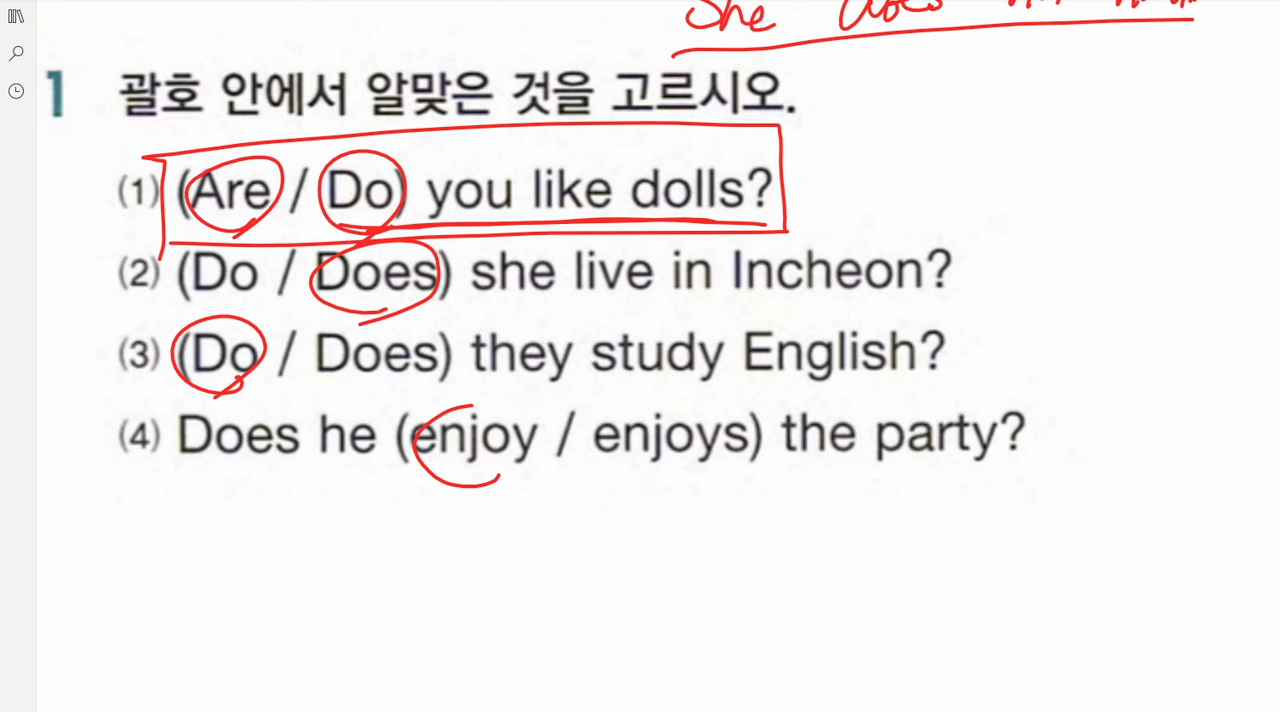 She does
1 괄호 안에서 알맞은 것을 고르시오.
(1) (Are / Do) you like dolls?
(2) (Do / Does) she live in Incheon?
(3) (Do / Does) they study English?
(4) Does he (enjoy / enjoys) the party?